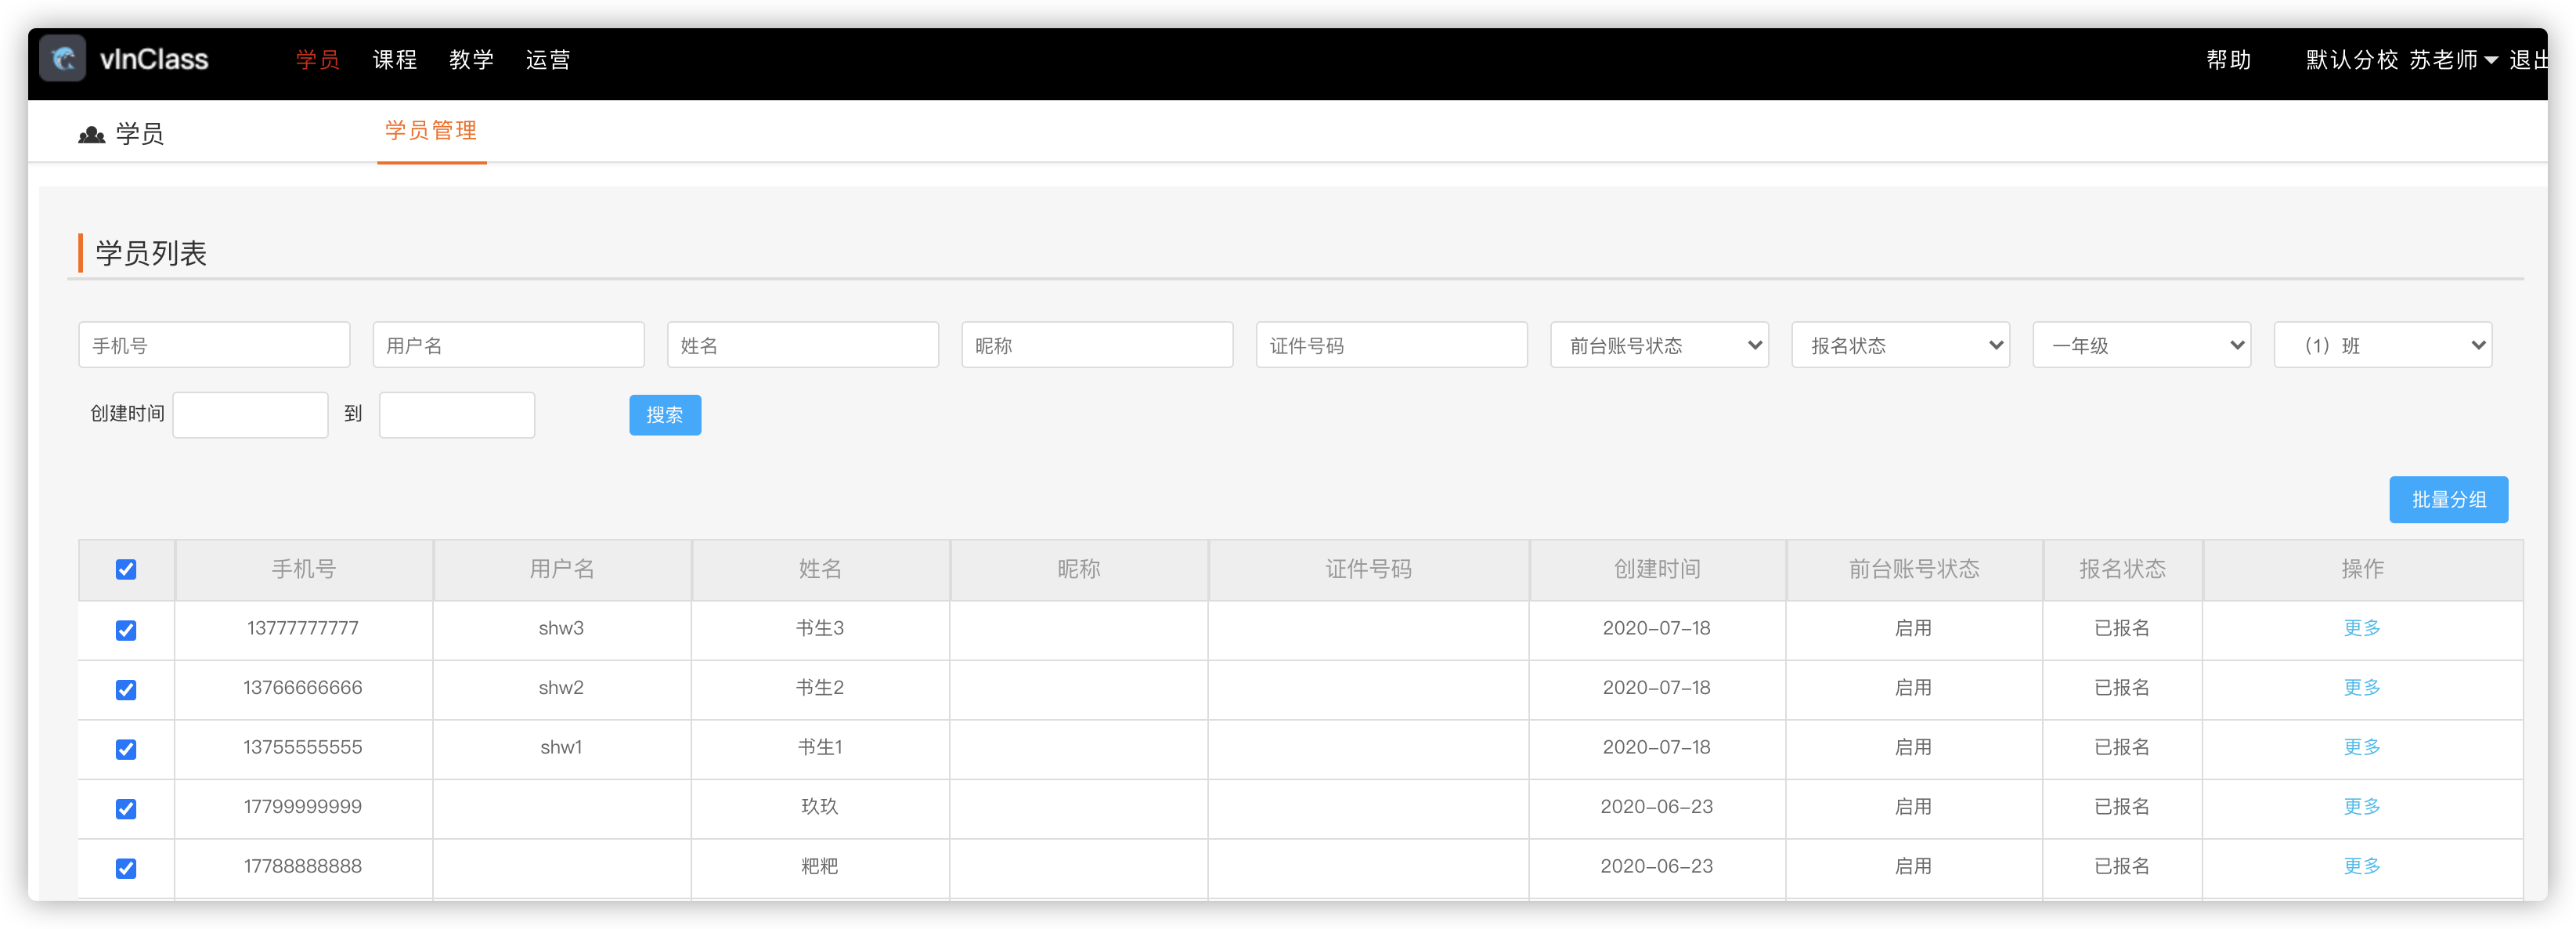 vInClass 学员 课程 教学 运营 帮助 默认分校 苏老师 退出
学员 学员管理
学员列表
手机号 用户名 姓名 昵称 证件号码 前台账号状态 报名状态 一年级 （1）班
创建时间 到 搜索
批量分组
手机号 用户名 姓名 昵称 证件号码 创建时间 前台账号状态 报名状态 操作
13777777777 shw3 书生3 2020-07-18 启用 已报名 更多
13766666666 shw2 书生2 2020-07-18 启用 已报名 更多
13755555555 shw1 书生1 2020-07-18 启用 已报名 更多
17799999999 玖玖 2020-06-23 启用 已报名 更多
17788888888 粑粑 2020-06-23 启用 已报名 更多